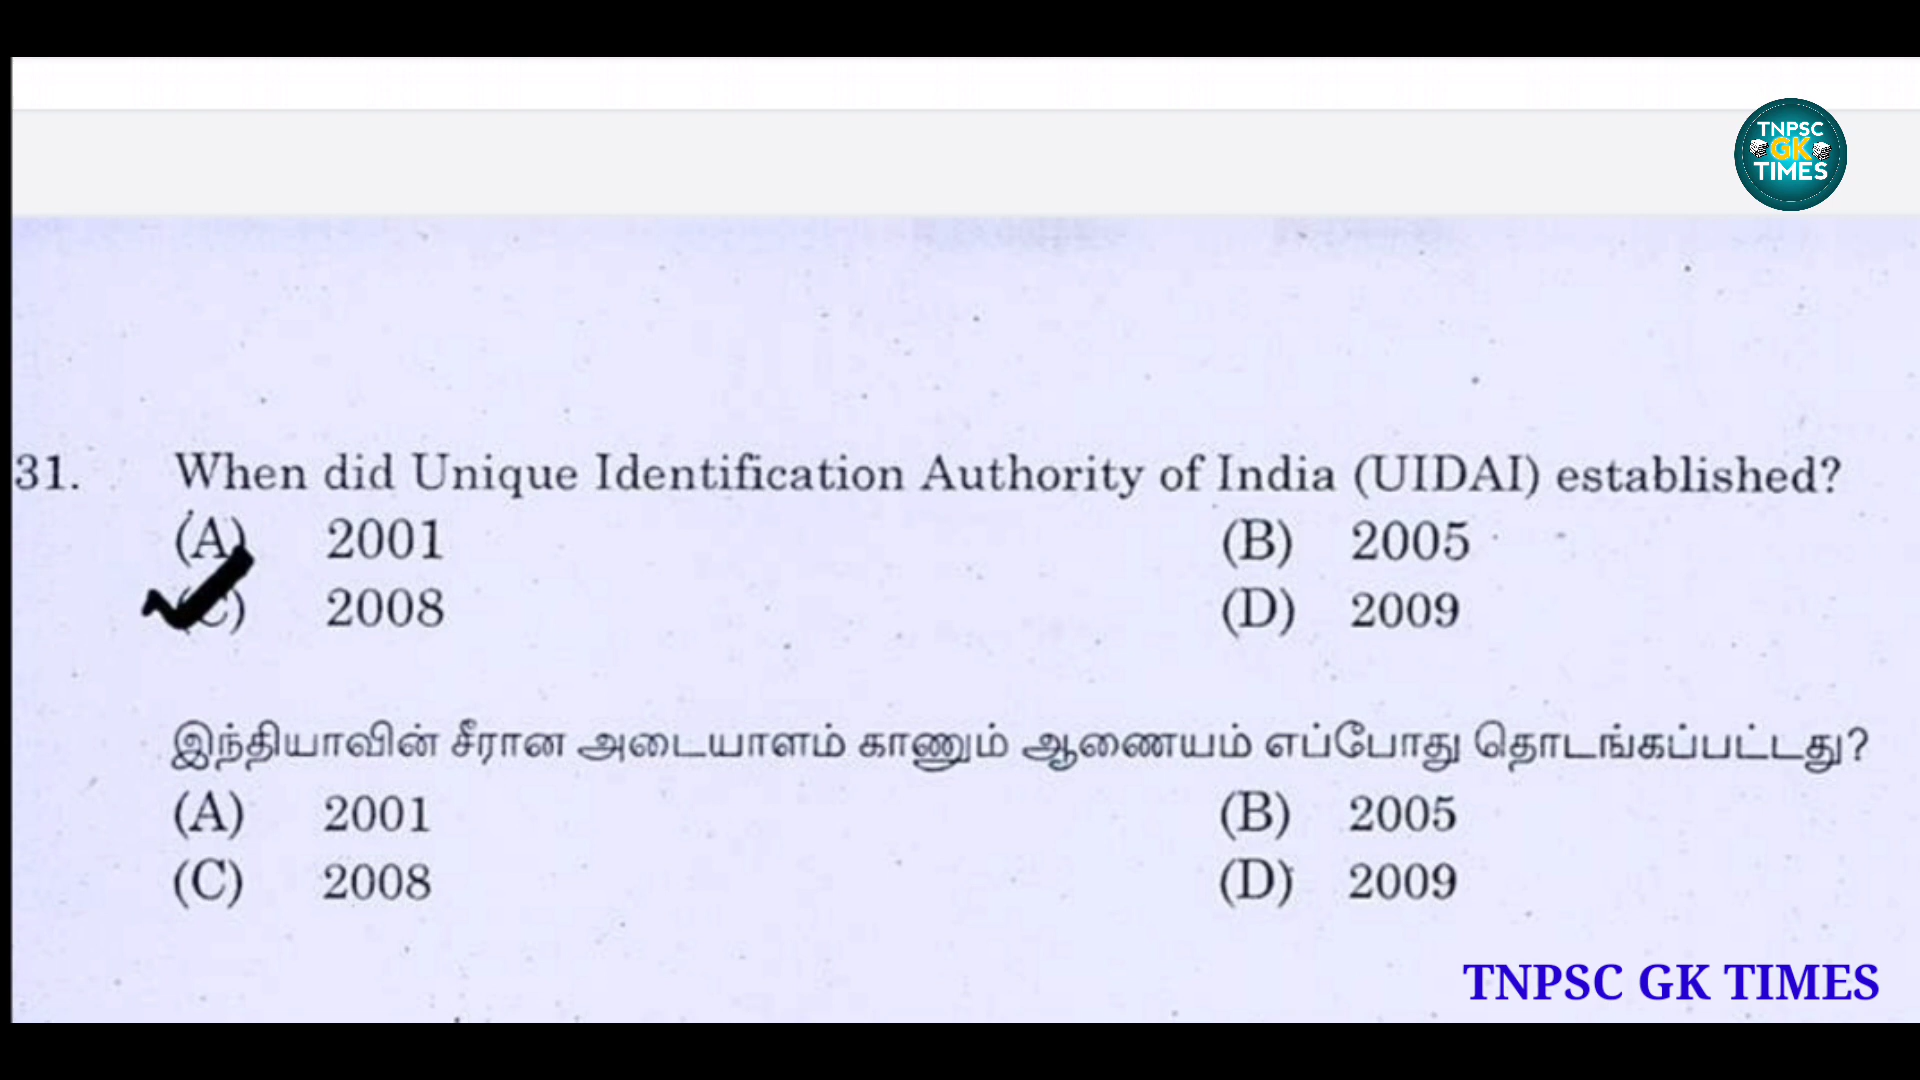 TNPSC
GK
TIMES
31. When did Unique Identification Authority of India (UIDAI) established?
(A) 2001 (B) 2005
(C) 2008 (D) 2009
இந்தியாவின் சீரான அடையாளம் காணும் ஆணையம் எப்போது தொடங்கப்பட்டது?
(A) 2001 (B) 2005
(C) 2008 (D) 2009
TNPSC GK TIMES